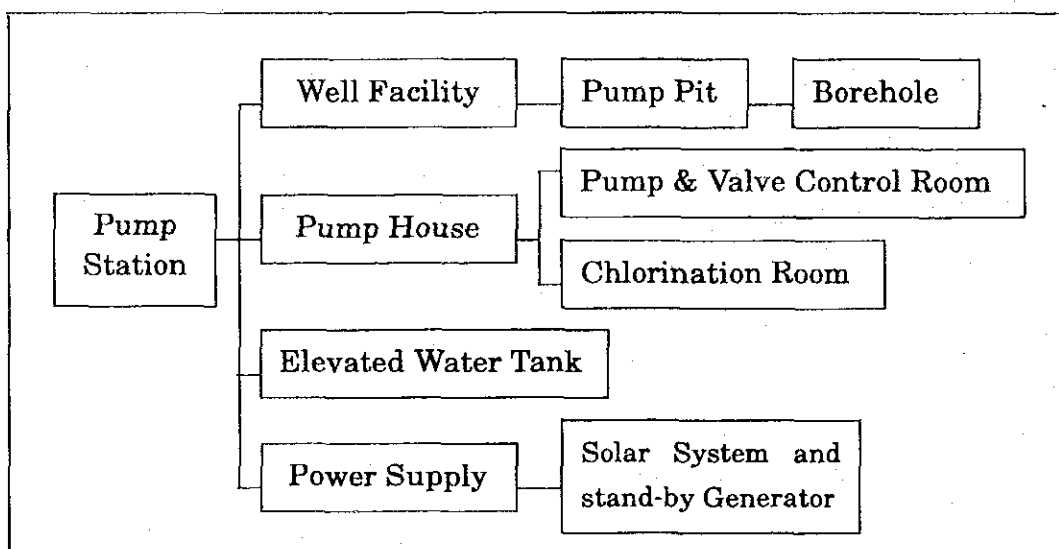 Well Facility
Pump Pit
Borehole
Pump & Valve Control Room
Pump
Station
Pump House
Chlorination Room
Elevated Water Tank
Power Supply
Solar System and
stand-by Generator